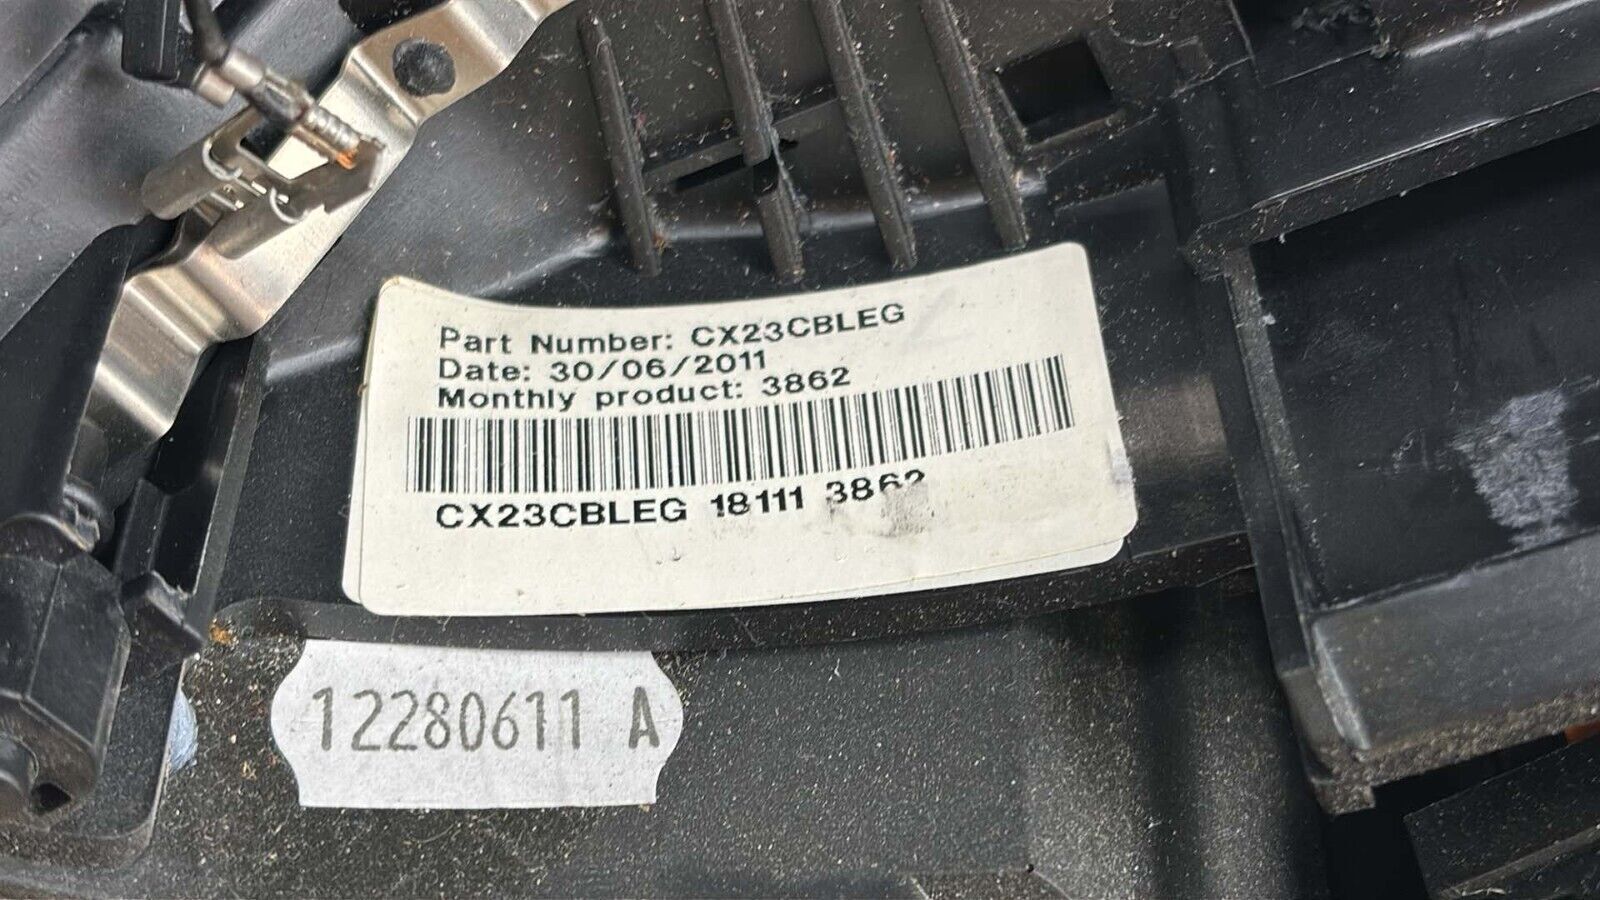 Part Number: CX23CBLEG
Date: 30/06/2011
Monthly product: 3862
CX23CBLEG 18111 3862
12280611 A